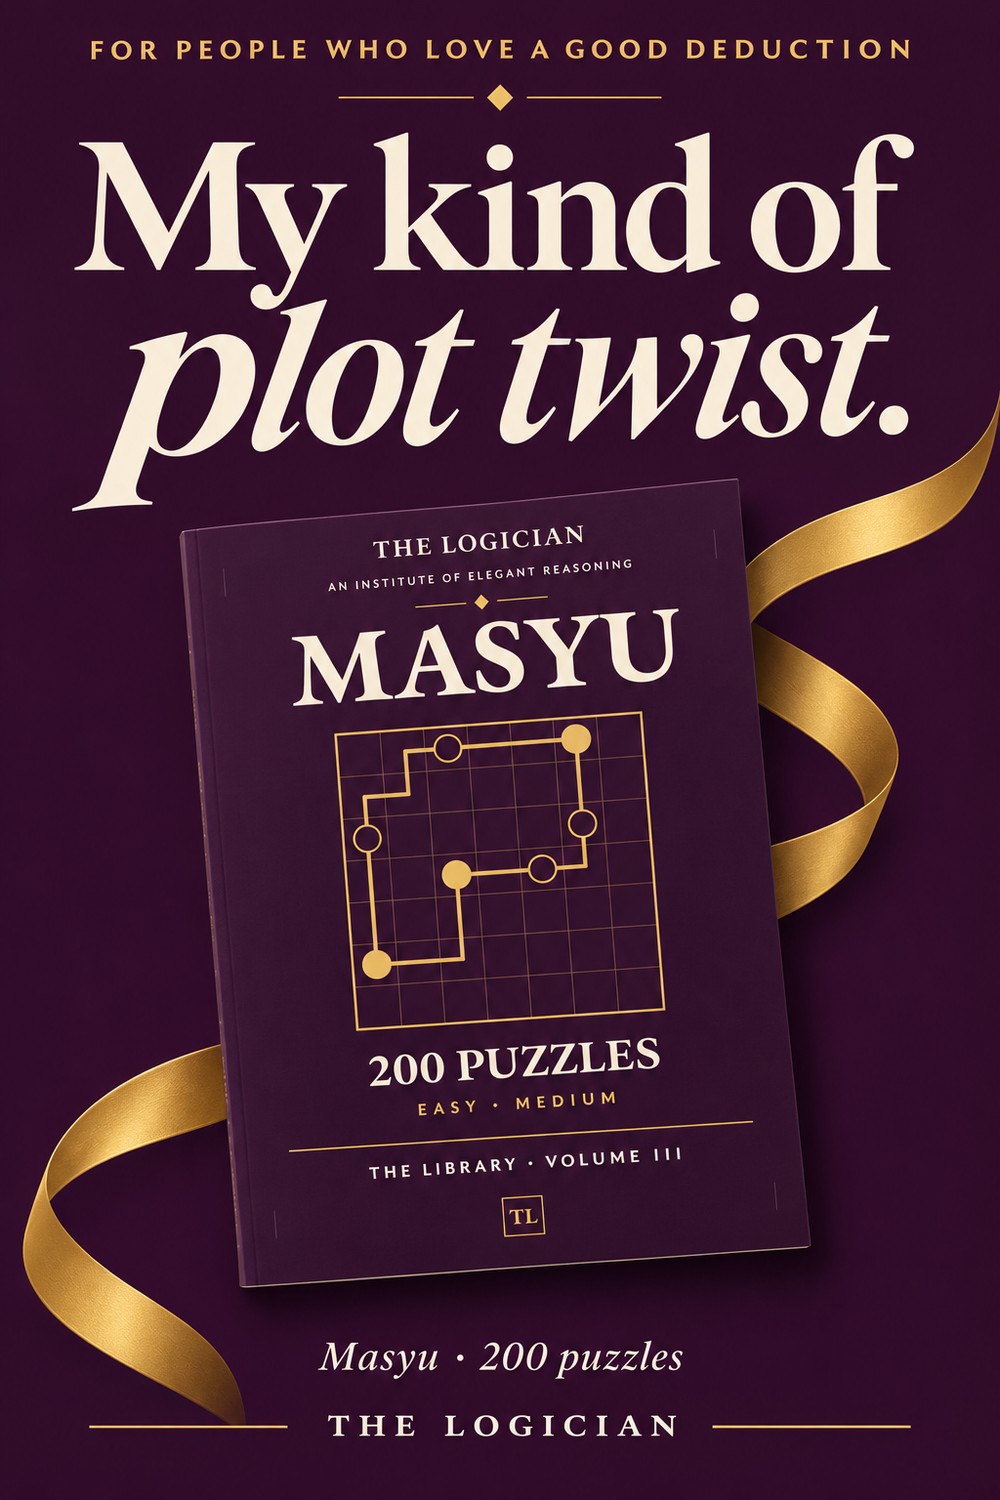 FOR PEOPLE WHO LOVE A GOOD DEDUCTION
My kind of
plot twist.
THE LOGICIAN
AN INSTITUTE OF ELEGANT REASONING
MASYU
200 PUZZLES
EASY · MEDIUM
THE LIBRARY · VOLUME III
TL
Masyu · 200 puzzles
THE LOGICIAN